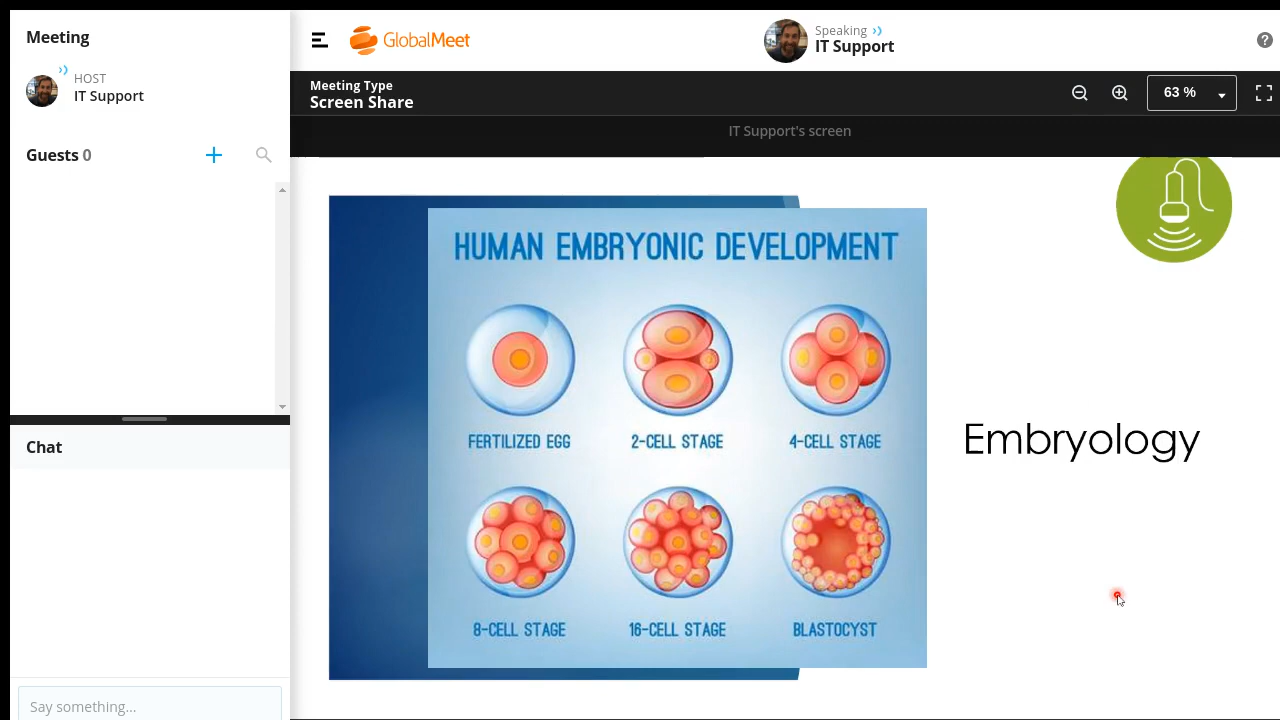 Meeting
HOST
IT Support
Guests 0
Chat
Say something...
GlobalMeet
Speaking
IT Support
Meeting Type
Screen Share
63 %
IT Support's screen
HUMAN EMBRYONIC DEVELOPMENT
FERTILIZED EGG
2-CELL STAGE
4-CELL STAGE
8-CELL STAGE
16-CELL STAGE
BLASTOCYST
Embryology